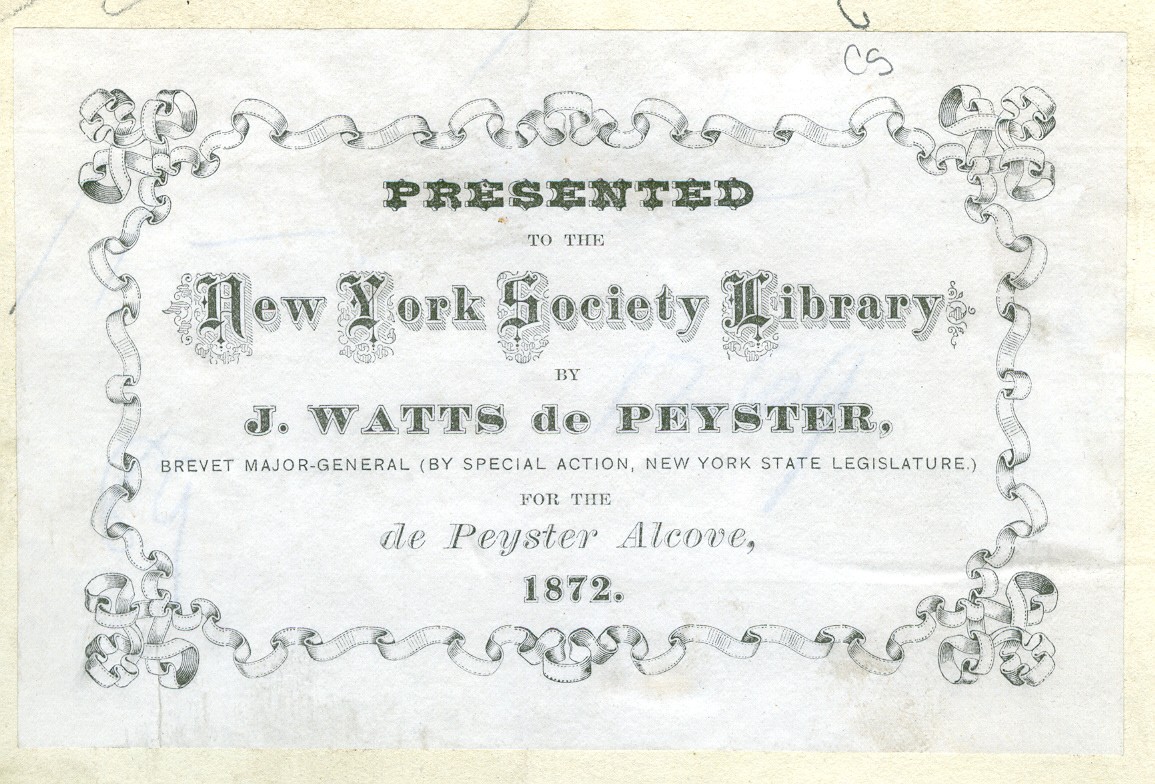 CS
PRESENTED
TO THE
New York Society Library
BY
J. WATTS de PEYSTER,
BREVET MAJOR-GENERAL (BY SPECIAL ACTION, NEW YORK STATE LEGISLATURE.)
FOR THE
de Peyster Alcove,
1872.